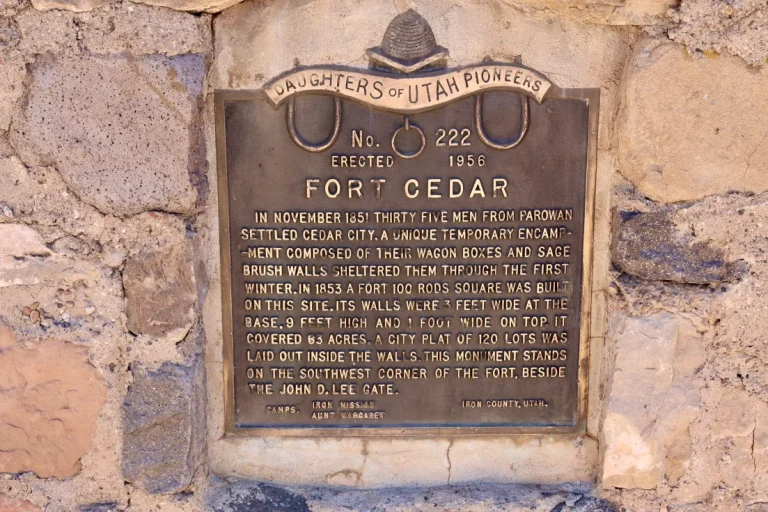 DAUGHTERS OF UTAH PIONEERS
No. 222
ERECTED 1956
FORT CEDAR
IN NOVEMBER 1851 THIRTY FIVE MEN FROM PAROWAN
SETTLED CEDAR CITY. A UNIQUE TEMPORARY ENCAMP-
-MENT COMPOSED OF THEIR WAGON BOXES AND SAGE
BRUSH WALLS SHELTERED THEM THROUGH THE FIRST
WINTER. IN 1853 A FORT 100 RODS SQUARE WAS BUILT
ON THIS SITE. ITS WALLS WERE 3 FEET WIDE AT THE
BASE, 9 FEET HIGH AND 1 FOOT WIDE ON TOP IT
COVERED 63 ACRES. A CITY PLAT OF 120 LOTS WAS
LAID OUT INSIDE THE WALLS. THIS MONUMENT STANDS
ON THE SOUTHWEST CORNER OF THE FORT, BESIDE
THE JOHN D. LEE GATE.
CAMPS. IRON MISSION IRON COUNTY, UTAH.
AUNT MARGARET